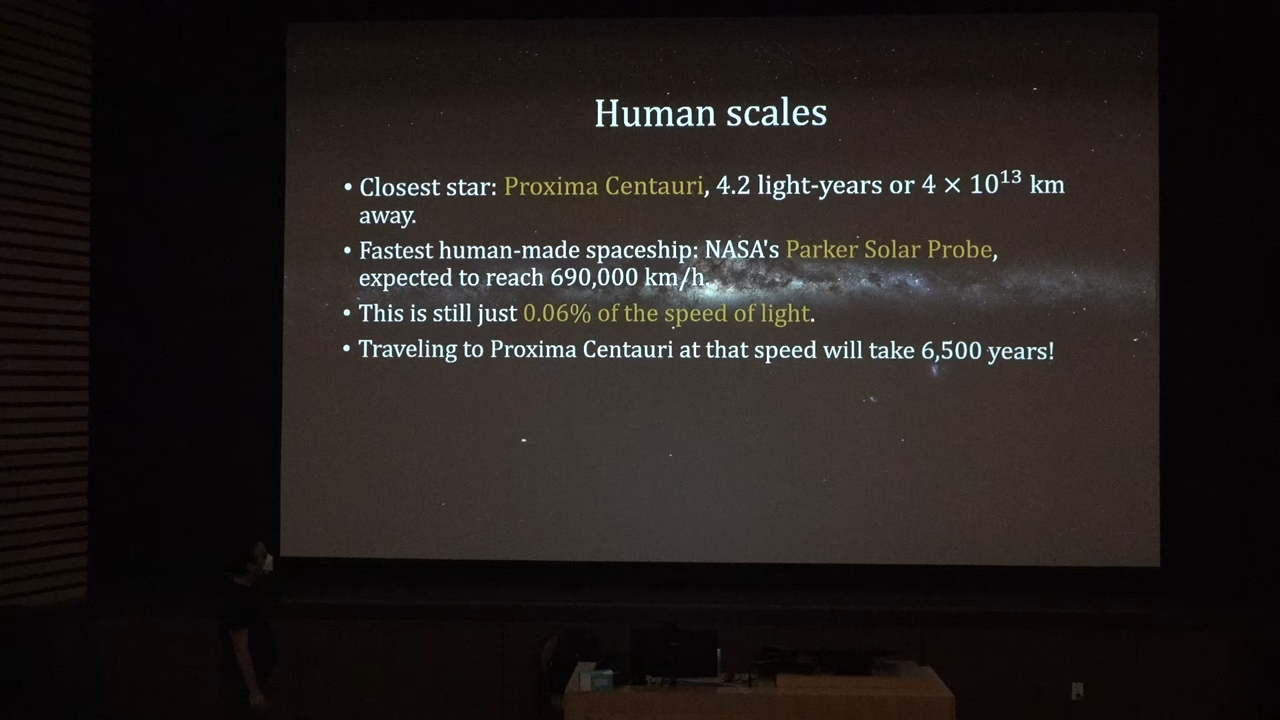 Human scales
• Closest star: Proxima Centauri, 4.2 light-years or 4 × 10¹³ km
away.
• Fastest human-made spaceship: NASA's Parker Solar Probe,
expected to reach 690,000 km/h.
• This is still just 0.06% of the speed of light.
• Traveling to Proxima Centauri at that speed will take 6,500 years!